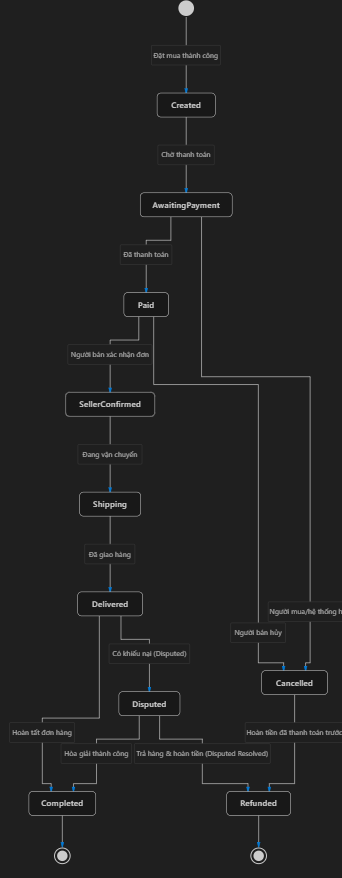 Đặt mua thành công
Created
Chờ thanh toán
AwaitingPayment
Đã thanh toán
Paid
Người bán xác nhận đơn
SellerConfirmed
Đang vận chuyển
Shipping
Đã giao hàng
Delivered
Người mua/hệ thống h
Người bán hủy
Có khiếu nại (Disputed)
Cancelled
Disputed
Hoàn tất đơn hàng
Hòa giải thành công
Trả hàng & hoàn tiền (Disputed Resolved)
Hoàn tiền đã thanh toán trước
Completed
Refunded